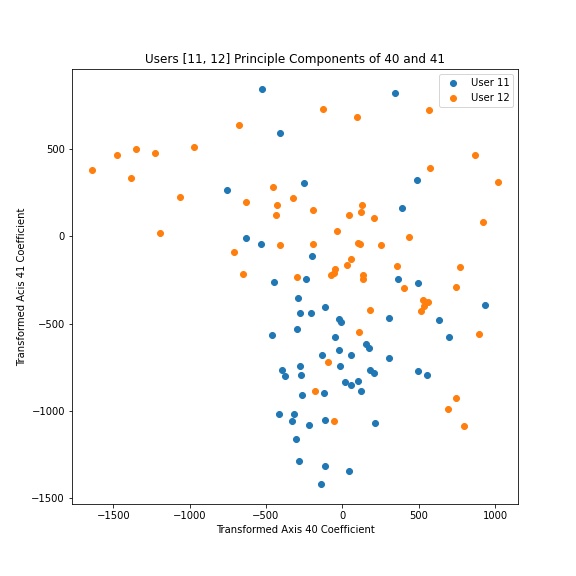 Users [11, 12] Principle Components of 40 and 41
User 11
User 12
Transformed Acis 41 Coefficient
500
0
−500
−1000
−1500
−1500
−1000
−500
0
500
1000
Transformed Axis 40 Coefficient